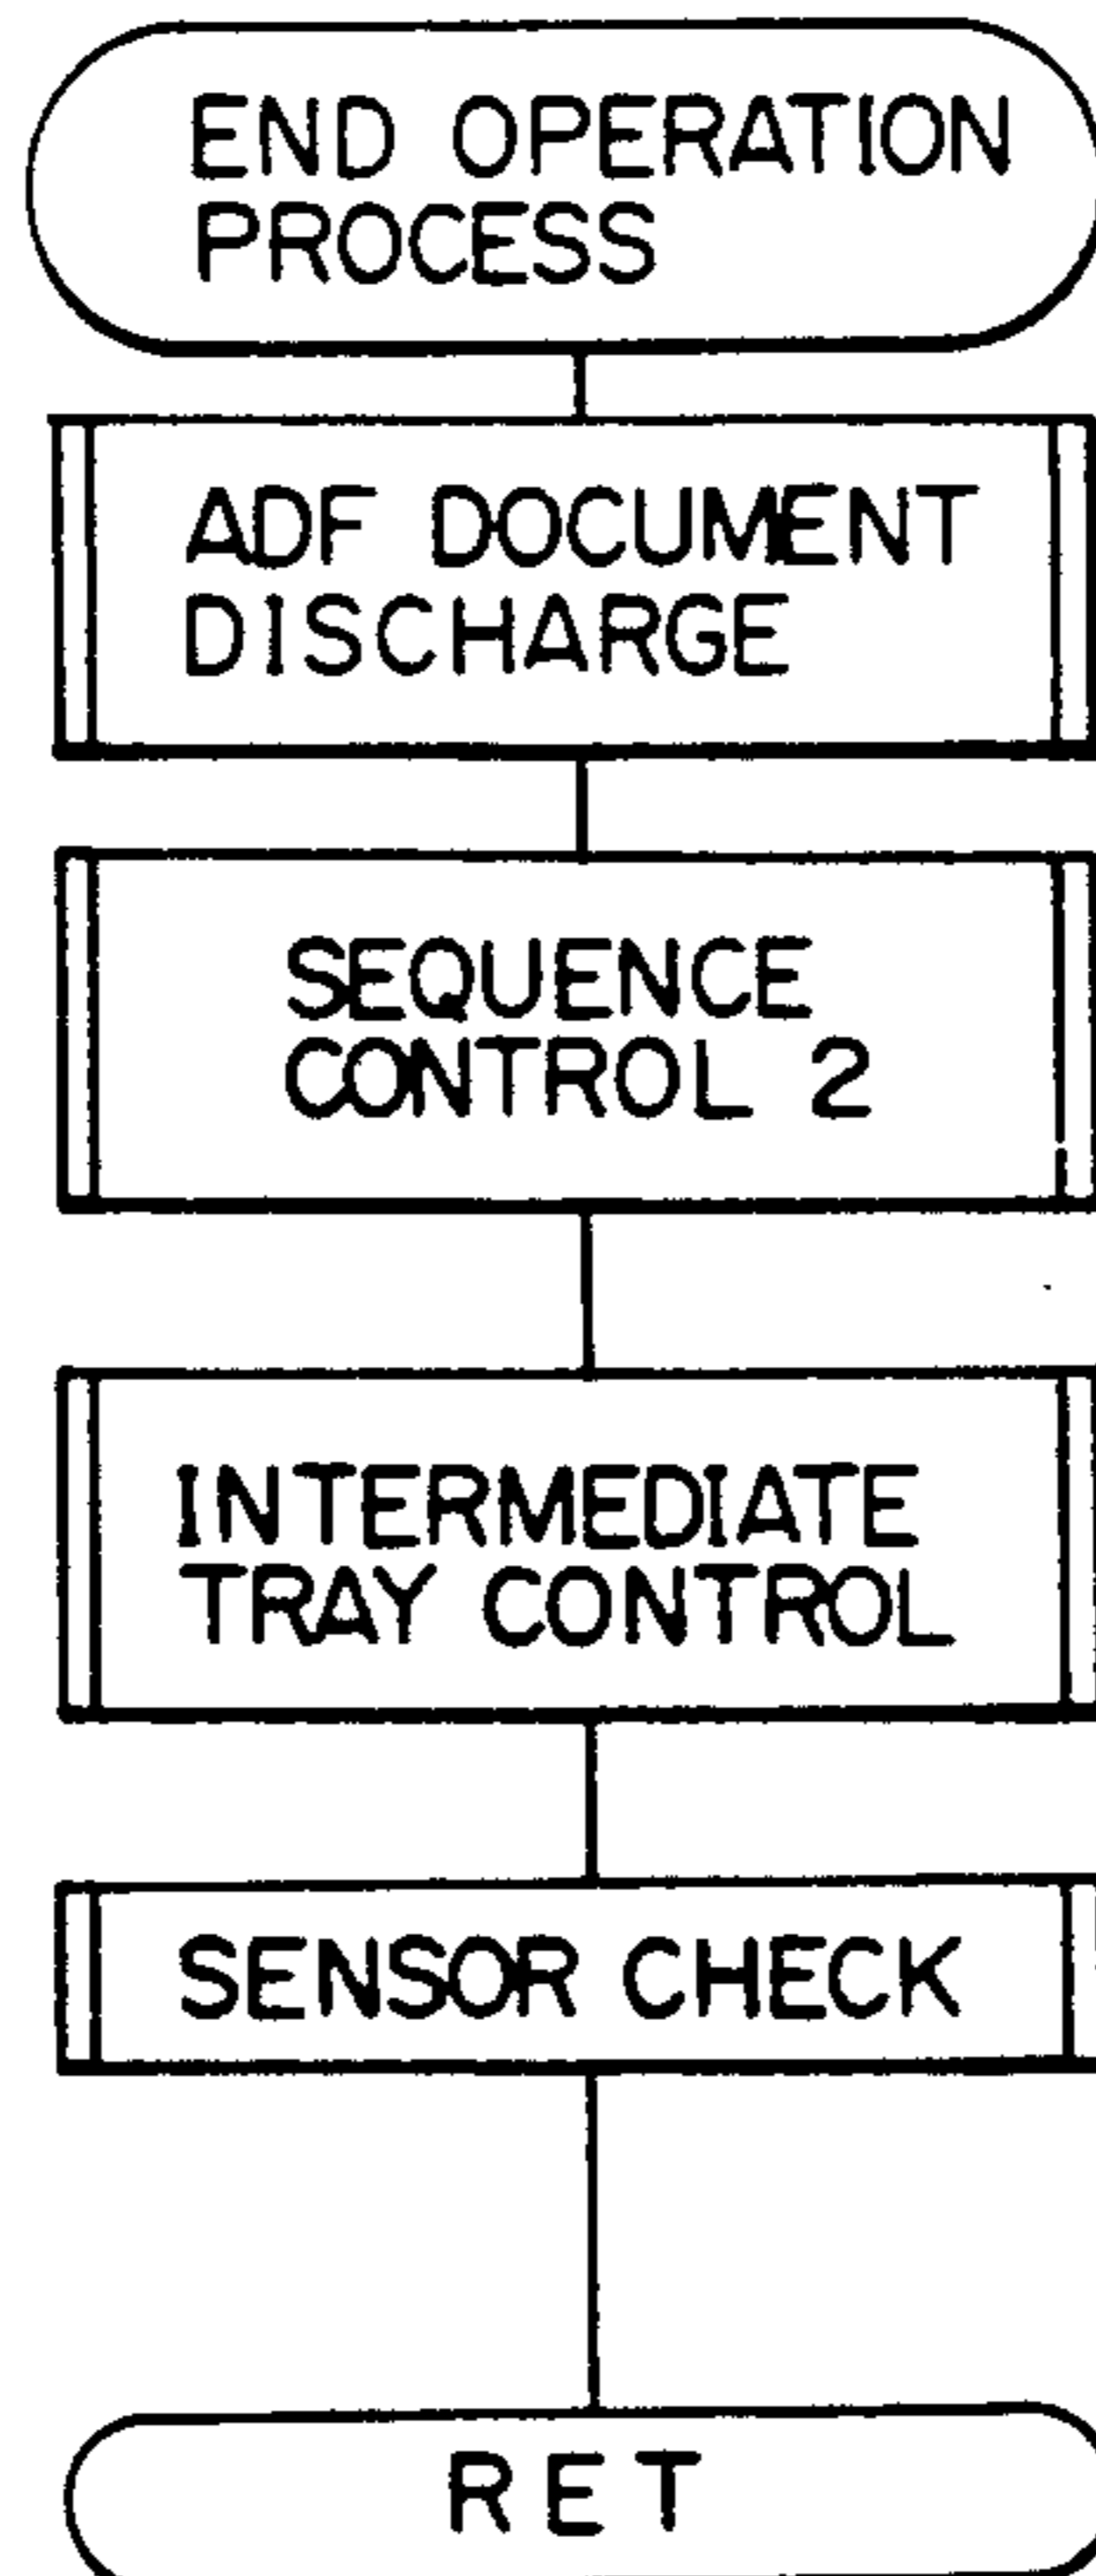 END OPERATION
PROCESS
ADF DOCUMENT
DISCHARGE
SEQUENCE
CONTROL 2
INTERMEDIATE
TRAY CONTROL
SENSOR CHECK
RET